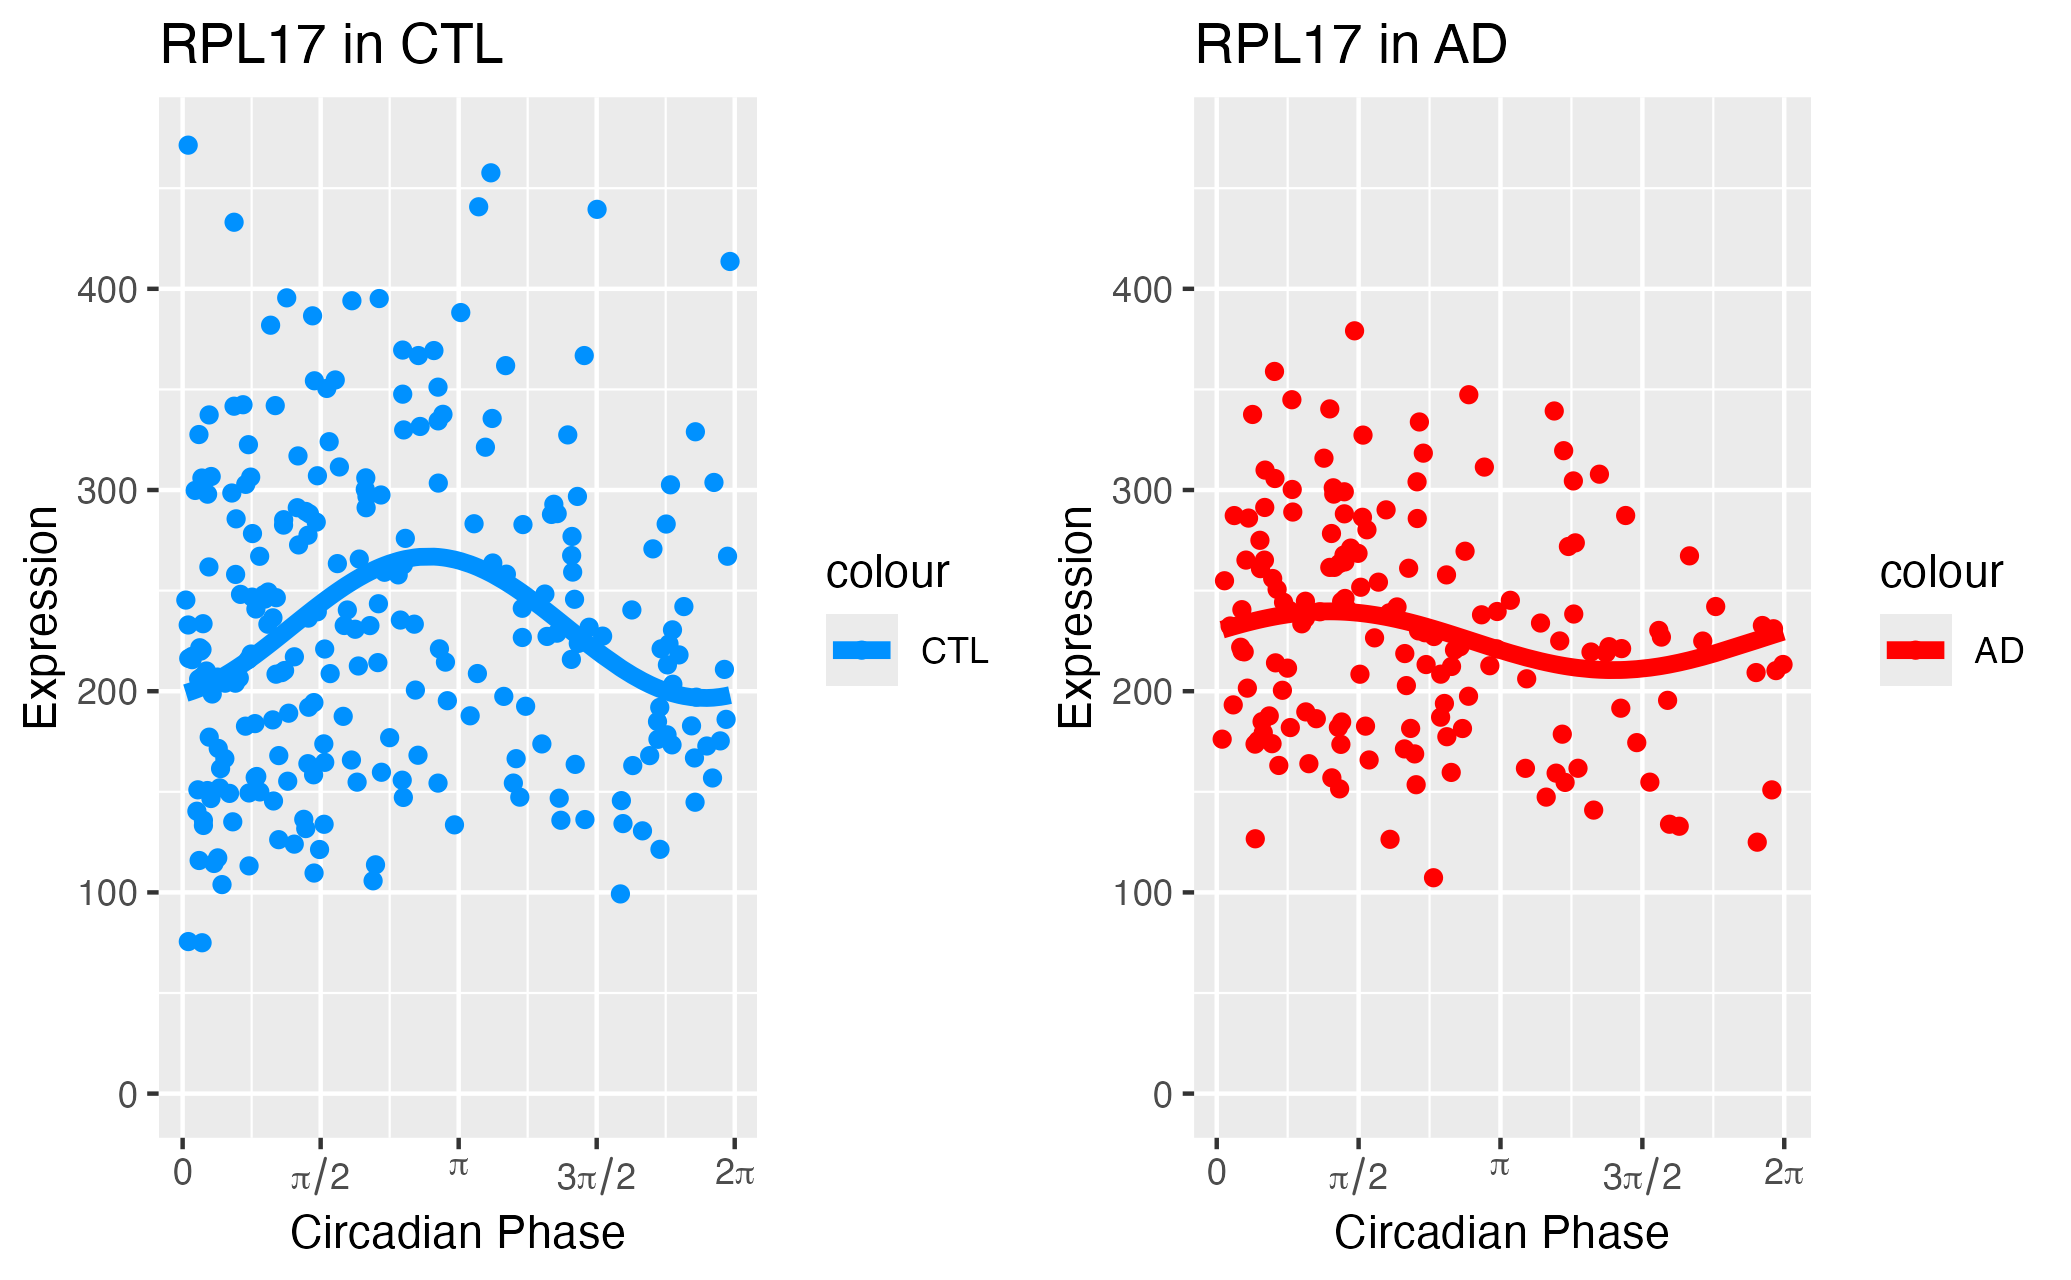 RPL17 in CTL
Expression
400
300
200
100
0
0 π/2 π 3π/2 2π
Circadian Phase
colour
CTL
RPL17 in AD
Expression
400
300
200
100
0
0 π/2 π 3π/2 2π
Circadian Phase
colour
AD